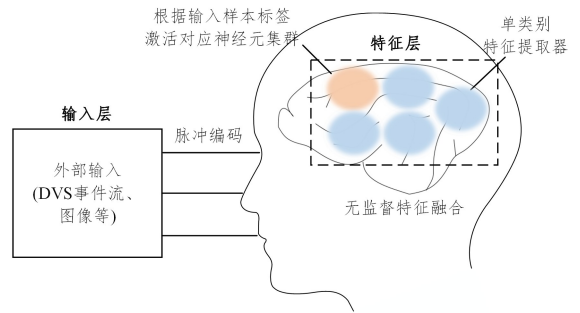 根据输入样本标签
激活对应神经元集群
特征层
单类别
特征提取器
输入层
脉冲编码
外部输入
(DVS事件流、
图像等)
无监督特征融合